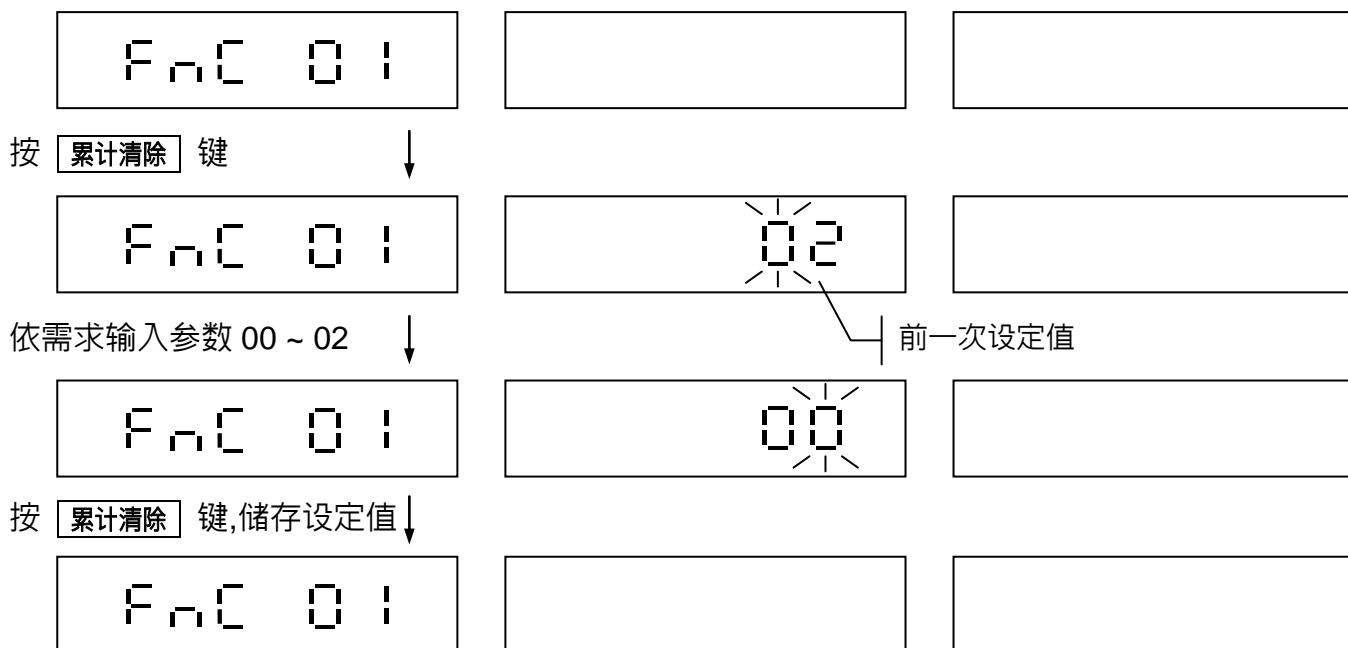 FnC 01
按 累计清除 键
FnC 01 02
依需求输入参数 00 ~ 02
前一次设定值
FnC 01 00
按 累计清除 键,储存设定值
FnC 01